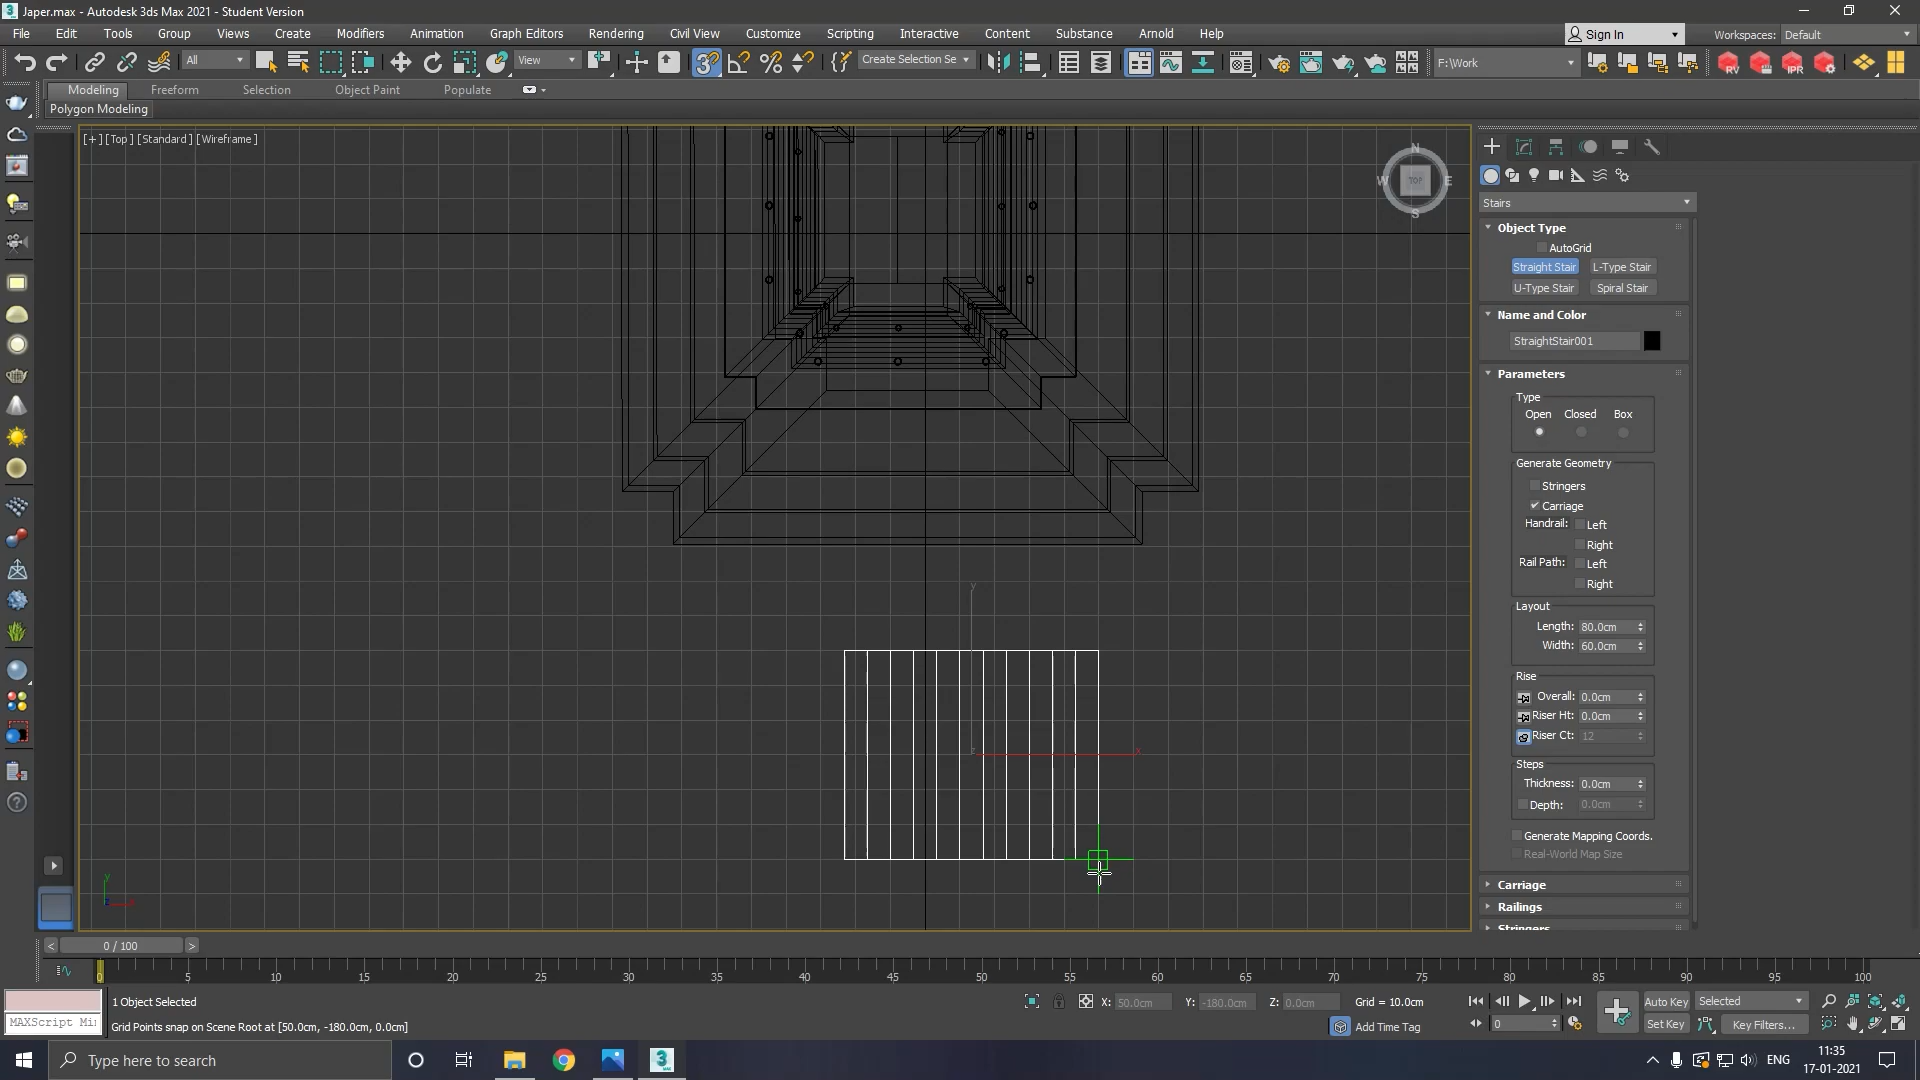 Japer.max - Autodesk 3ds Max 2021 - Student Version
File Edit Tools Group Views Create Modifiers Animation Graph Editors Rendering Civil View Customize Scripting Interactive Content Substance Arnold Help
Sign In
Workspaces: Default
All
View
Create Selection Se
F:\Work
RV
IPR
Modeling Freeform Selection Object Paint Populate
Polygon Modeling
[+] [Top] [Standard] [Wireframe]
N
W TOP E
S
Stairs
Object Type
AutoGrid
Straight Stair L-Type Stair
U-Type Stair Spiral Stair
Name and Color
StraightStair001
Parameters
Type
Open Closed Box
Generate Geometry
Stringers
Carriage
Handrail: Left
Right
Rail Path: Left
Right
Layout
Length: 80.0cm
Width: 60.0cm
Rise
Overall: 0.0cm
Riser Ht: 0.0cm
Riser Ct: 12
Steps
Thickness: 0.0cm
Depth: 0.0cm
Generate Mapping Coords.
Real-World Map Size
Carriage
Railings
Stringers
y
z
x
y
z
0 / 100
0 5 10 15 20 25 30 35 40 45 50 55 60 65 70 75 80 85 90 95 100
MAXScript Mi
1 Object Selected
Grid Points snap on Scene Root at [50.0cm, -180.0cm, 0.0cm]
X: 50.0cm Y: -180.0cm Z: 0.0cm Grid = 10.0cm
Add Time Tag
0
Auto Key Selected
Set Key Key Filters...
Type here to search
3
MAX
ENG
11:35
17-01-2021